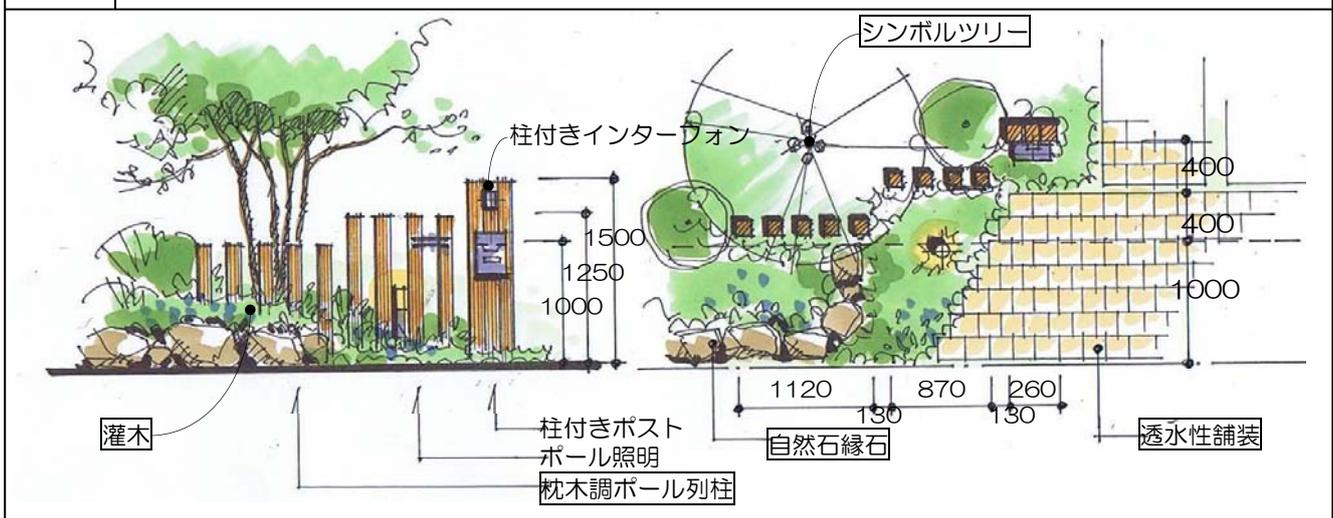 シンボルツリー
柱付きインターフォン
1500
1250
1000
400
400
1000
1120
870
260
130
130
灌木
柱付きポスト
ポール照明
枕木調ポール列柱
自然石縁石
透水性舗装